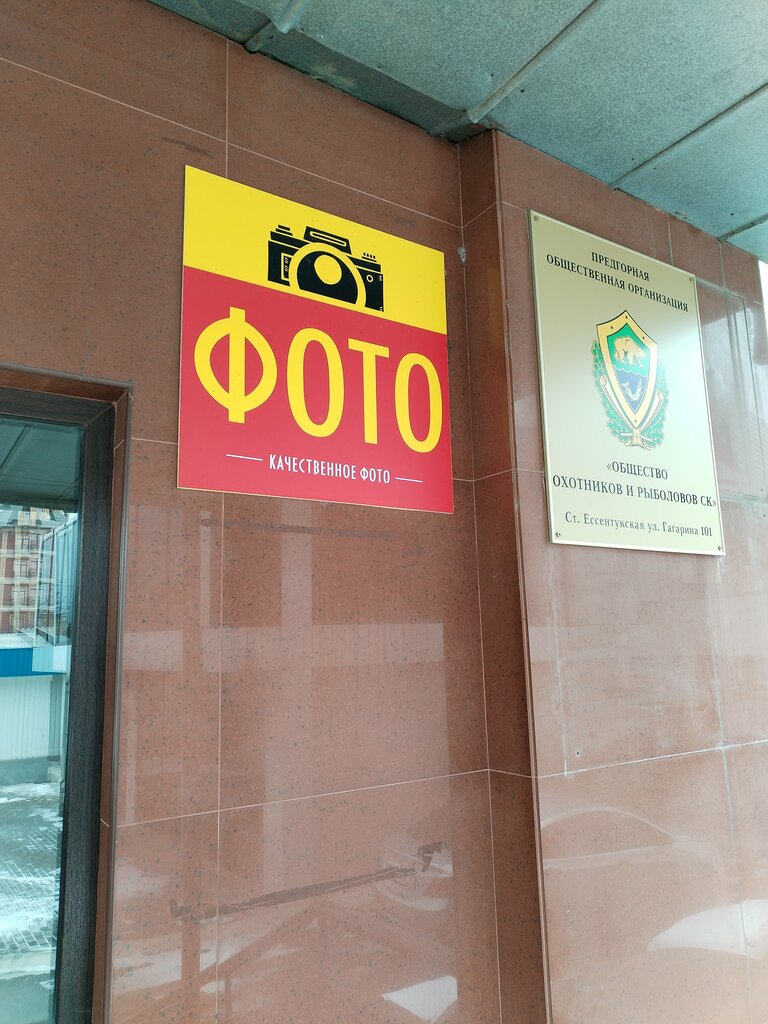 ФОТО
КАЧЕСТВЕННОЕ ФОТО
ПРЕДГОРНАЯ
ОБЩЕСТВЕННАЯ ОРГАНИЗАЦИЯ
«ОБЩЕСТВО
ОХОТНИКОВ И РЫБОЛОВОВ СК»
Ст. Ессентукская ул. Гагарина 101